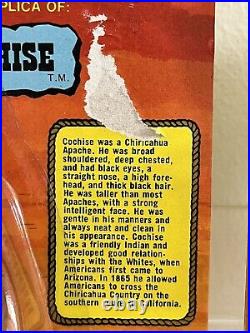 PLICA OF:
HISE
T.M.
Cochise was a Chiricahua
Apache. He was broad
shouldered, deep chested,
and had black eyes, a
straight nose, a high fore-
head, and thick black hair.
He was taller than most
Apaches, with a strong
intelligent face. He was
gentle in his manners and
always neat and clean in
his appearance. Cochise
was a friendly Indian and
developed good relation-
ships with the Whites, when
Americans first came to
Arizona. In 1865 he allowed
Americans to cross the
Chiricahua Country on the
southern route to California.